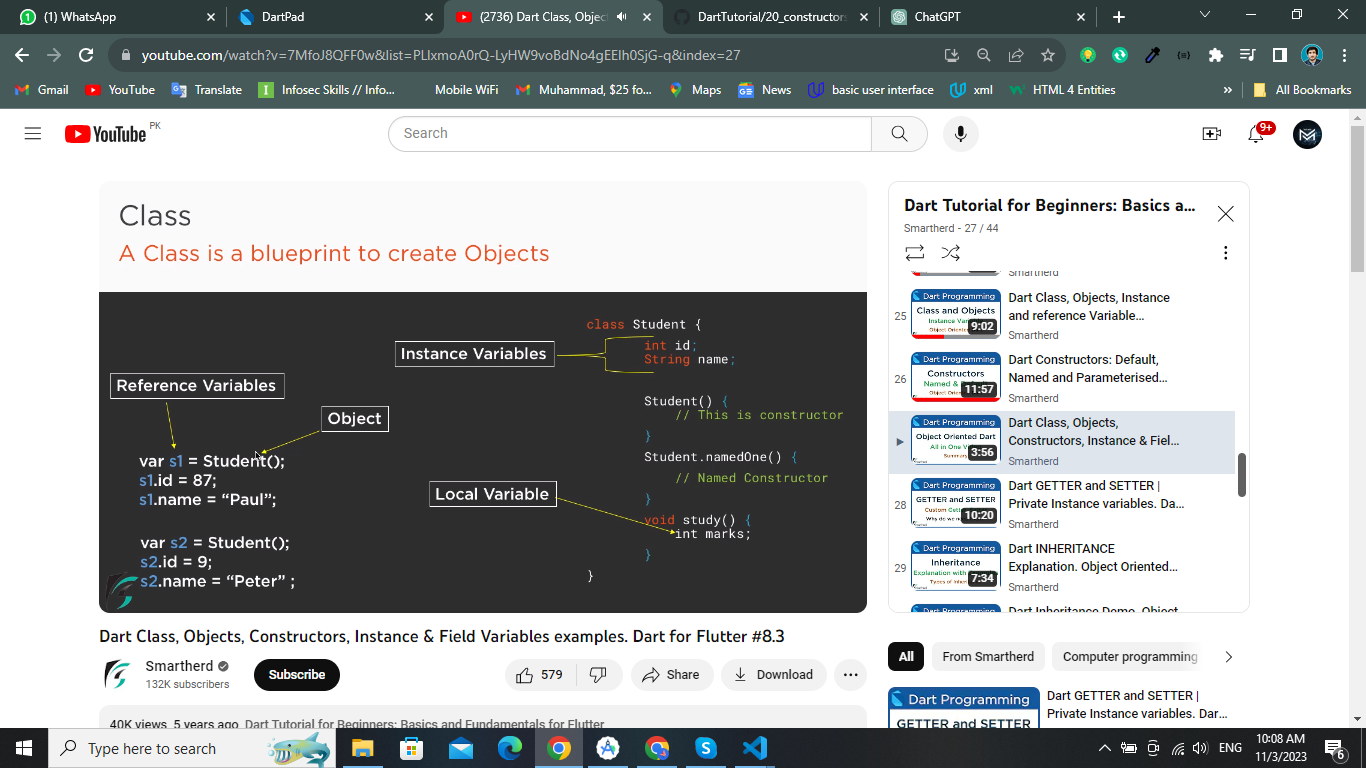 (1) WhatsApp
DartPad
(2736) Dart Class, Objec
DartTutorial/20_constructors
ChatGPT
youtube.com/watch?v=7MfoJ8QFF0w&list=PLlxmoA0rQ-LyHW9voBdNo4gEEIh0SjG-q&index=27
Gmail
YouTube
Translate
Infosec Skills // Info...
Mobile WiFi
Muhammad, $25 fo...
Maps
News
basic user interface
xml
HTML 4 Entities
»
All Bookmarks
YouTube PK
Search
9+
Class
A Class is a blueprint to create Objects
Instance Variables
Reference Variables
Object
var s1 = Student();
s1.id = 87;
s1.name = “Paul”;
Local Variable
var s2 = Student();
s2.id = 9;
s2.name = “Peter” ;
class Student {
int id;
String name;
Student() {
// This is constructor
}
Student.namedOne() {
// Named Constructor
}
void study() {
int marks;
}
}
Dart Class, Objects, Constructors, Instance & Field Variables examples. Dart for Flutter #8.3
Smartherd
132K subscribers
Subscribe
579
Share
Download
40K views 5 years ago Dart Tutorial for Beginners: Basics and Fundamentals for Flutter
Dart Tutorial for Beginners: Basics a...
Smartherd - 27 / 44
Smartherd
25
Dart Programming
Class and Objects
Instance Var
Object Orient
9:02
Dart Class, Objects, Instance
and reference Variable...
Smartherd
26
Dart Programming
Constructors
Named &
Object Orien
11:57
Dart Constructors: Default,
Named and Parameterised...
Smartherd
Dart Programming
Object Oriented Dart
All in One
Summar
3:56
Dart Class, Objects,
Constructors, Instance & Fiel...
Smartherd
28
Dart Programming
GETTER and SETTER
Custom Gett
Why do we n
10:20
Dart GETTER and SETTER |
Private Instance variables. Da...
Smartherd
29
Dart Programming
Inheritance
Explanation with
Types of Inher
7:34
Dart INHERITANCE
Explanation. Object Oriented...
Smartherd
Dart Inheritance Demo. Object
All
From Smartherd
Computer programming
Dart Programming
GETTER and SETTER
Dart GETTER and SETTER |
Private Instance variables. Dar...
Type here to search
ENG
10:08 AM
11/3/2023
6